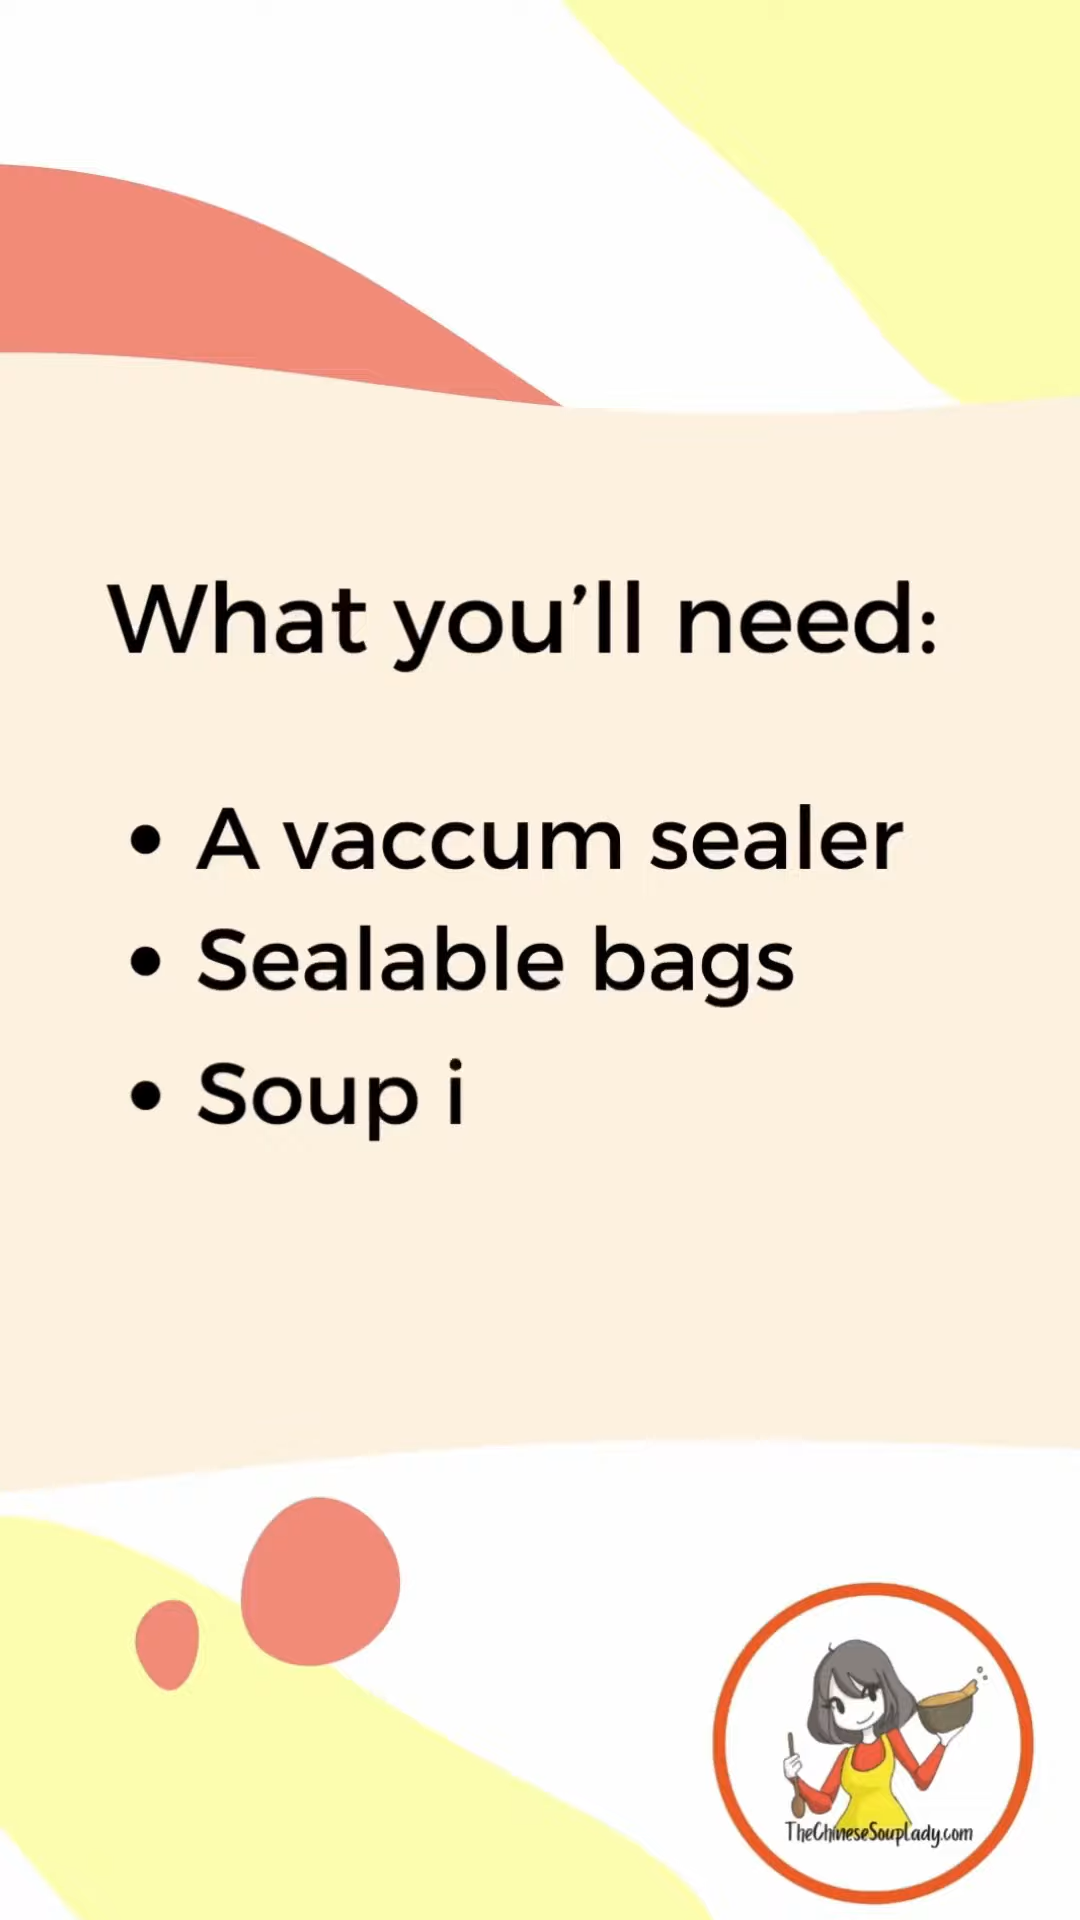 What you’ll need:
• A vaccum sealer
• Sealable bags
• Soup i
TheChineseSoupLady.com